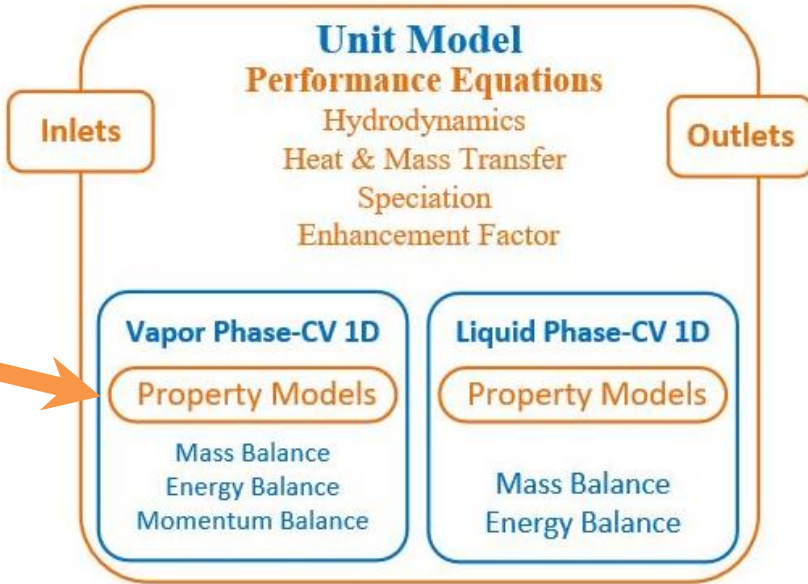 Unit Model
Performance Equations
Hydrodynamics
Heat & Mass Transfer
Speciation
Enhancement Factor
Inlets
Outlets
Vapor Phase-CV 1D
Property Models
Mass Balance
Energy Balance
Momentum Balance
Liquid Phase-CV 1D
Property Models
Mass Balance
Energy Balance